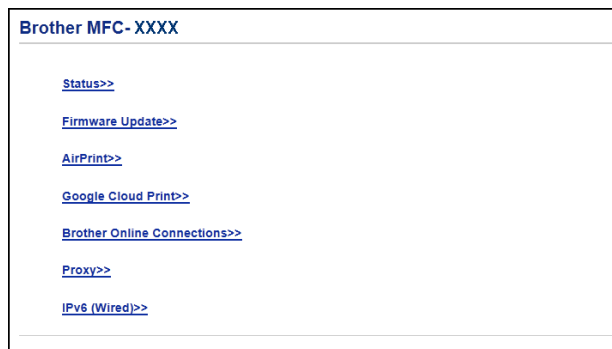 Brother MFC- XXXX
Status>>
Firmware Update>>
AirPrint>>
Google Cloud Print>>
Brother Online Connections>>
Proxy>>
IPv6 (Wired)>>